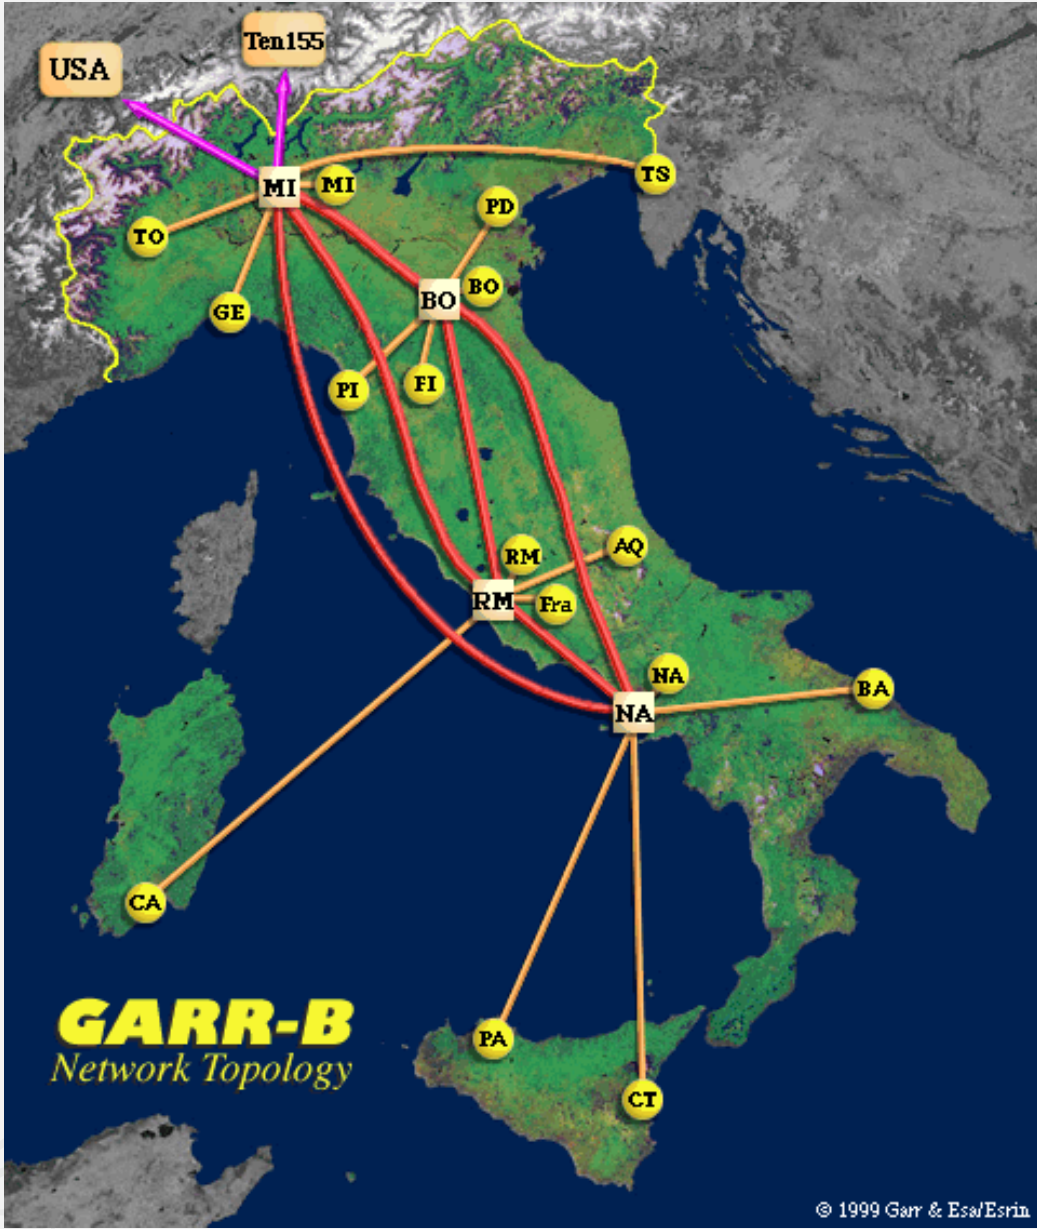 Ten155
USA
TS
MI
MI
PD
TO
BO
BO
GE
FI
PI
AQ
RM
RM
Fra
NA
BA
NA
CA
GARR-B
Network Topology
PA
CT
© 1999 Garr & Esa/Esrin